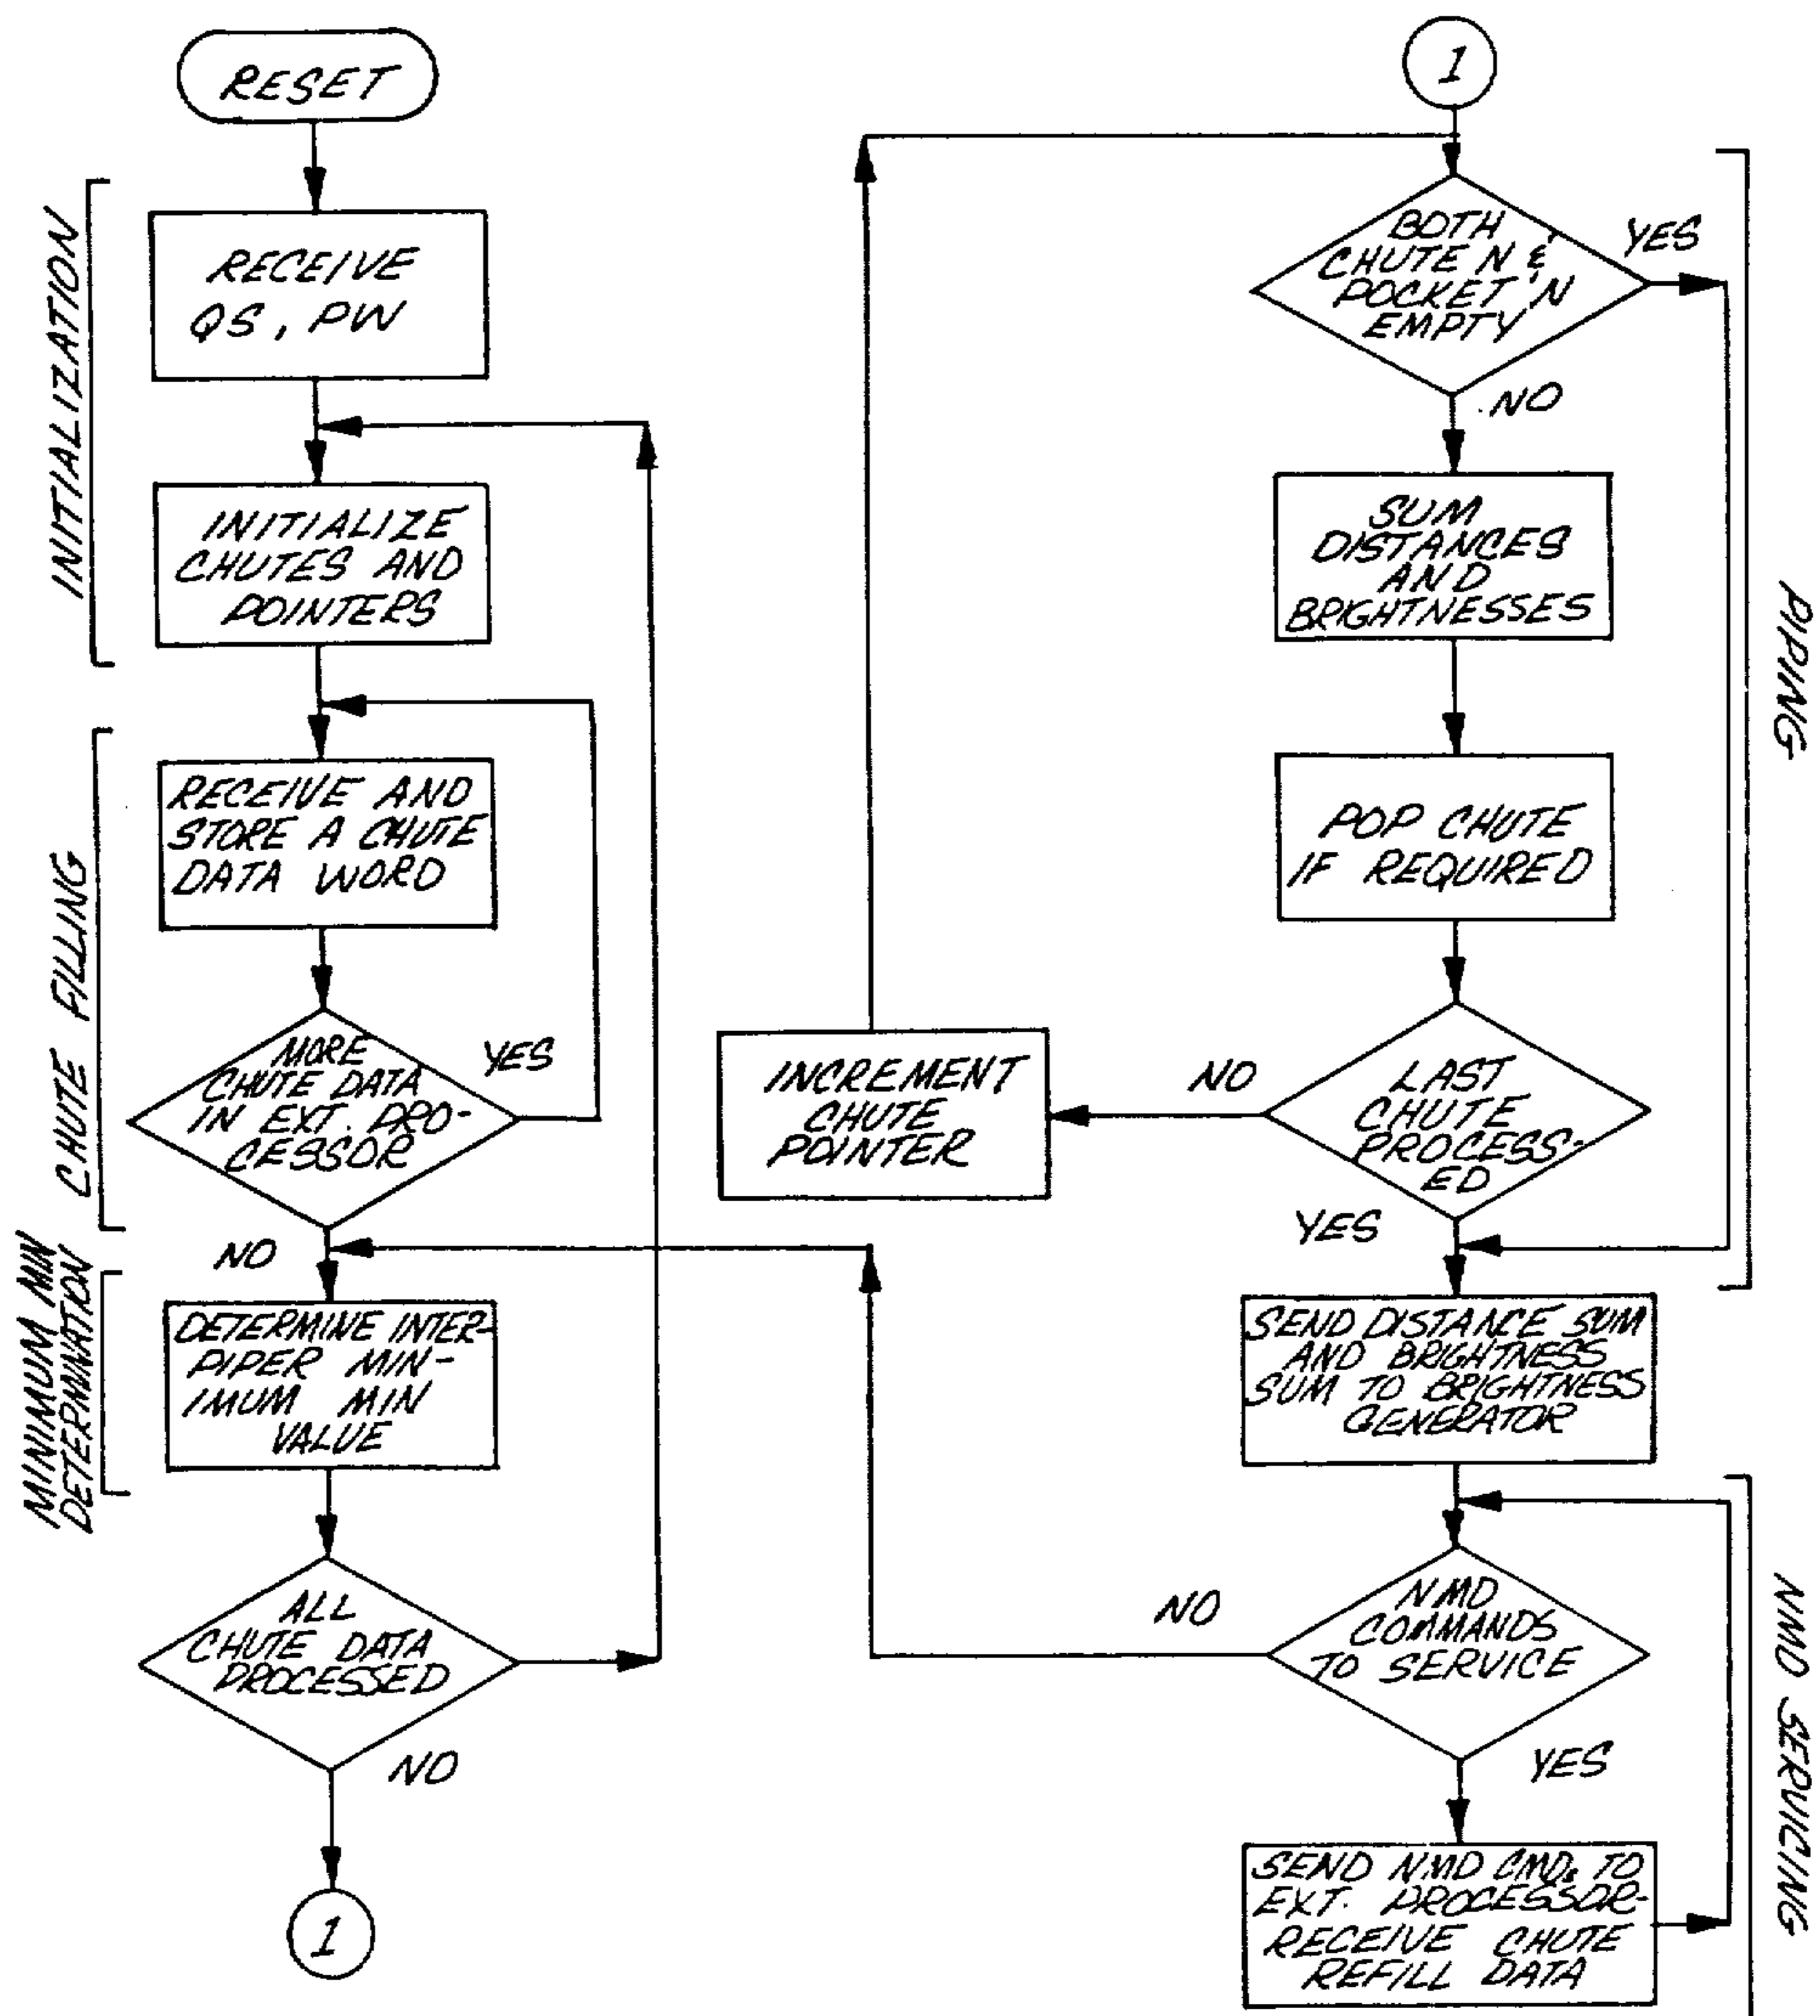 RESET
INITIALIZATION
RECEIVE
QS, PW
INITIALIZE
CHUTES AND
POINTERS
CHUTE FILLING
RECEIVE AND
STORE A CHUTE
DATA WORD
MORE
CHUTE DATA
IN EXT. PRO-
CESSOR
YES
NO
MINIMUM MIN
DETERMINATION
DETERMINE INTER-
PIPER MIN-
IMUM MIN
VALUE
ALL
CHUTE DATA
PROCESSED
NO
1
1
PIPING
BOTH
CHUTE N &
POCKET N
EMPTY
YES
NO
SUM
DISTANCES
AND
BRIGHTNESSES
POP CHUTE
IF REQUIRED
LAST
CHUTE
PROCESS-
ED
NO
INCREMENT
CHUTE
POINTER
YES
SEND DISTANCE SUM
AND BRIGHTNESS
SUM TO BRIGHTNESS
GENERATOR
NMD SERVICING
NMD
COMMANDS
TO SERVICE
NO
YES
SEND NMD CMDs TO
EXT. PROCESSOR-
RECEIVE CHUTE
REFILL DATA